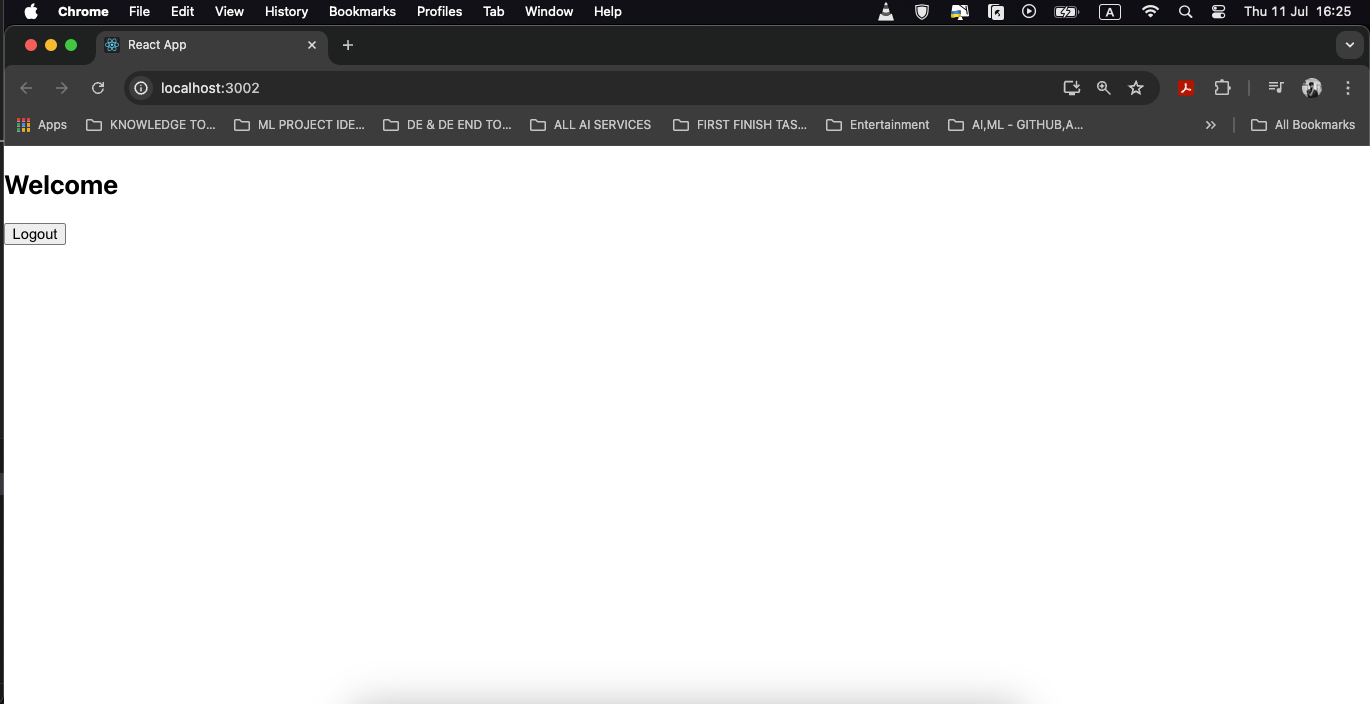 Chrome File Edit View History Bookmarks Profiles Tab Window Help A Thu 11 Jul 16:25
React App
localhost:3002
Apps KNOWLEDGE TO... ML PROJECT IDE... DE & DE END TO... ALL AI SERVICES FIRST FINISH TAS... Entertainment AI,ML - GITHUB,A... All Bookmarks
Welcome
Logout